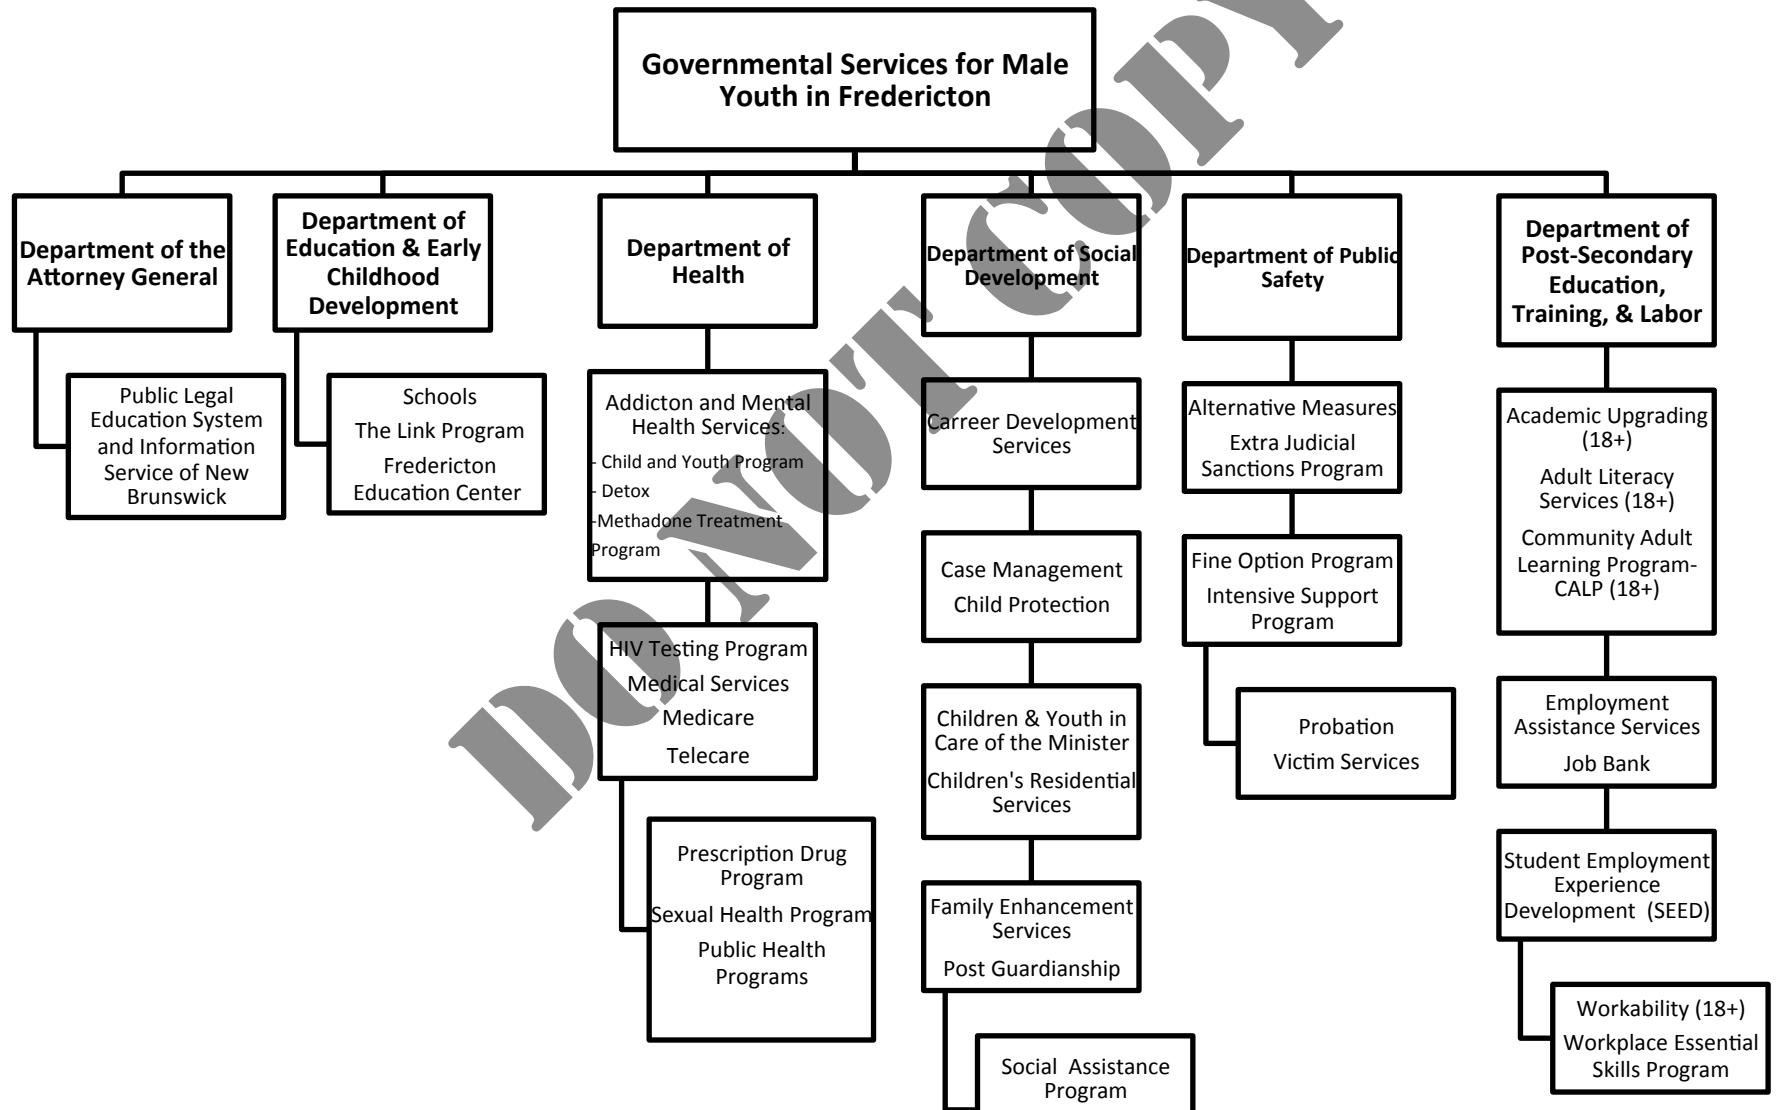 Governmental Services for Male
Youth in Fredericton
Department of the
Attorney General
Public Legal
Education System
and Information
Service of New
Brunswick
Department of
Education & Early
Childhood
Development
Schools
The Link Program
Fredericton
Education Center
Department of
Health
Addicton and Mental
Health Services:
- Child and Youth Program
- Detox
-Methadone Treatment
Program
HIV Testing Program
Medical Services
Medicare
Telecare
Prescription Drug
Program
Sexual Health Program
Public Health
Programs
Department of Social
Development
Carreer Development
Services
Case Management
Child Protection
Children & Youth in
Care of the Minister
Children's Residential
Services
Family Enhancement
Services
Post Guardianship
Social Assistance
Program
Department of Public
Safety
Alternative Measures
Extra Judicial
Sanctions Program
Fine Option Program
Intensive Support
Program
Probation
Victim Services
Department of
Post-Secondary
Education,
Training, & Labor
Academic Upgrading
(18+)
Adult Literacy
Services (18+)
Community Adult
Learning Program-
CALP (18+)
Employment
Assistance Services
Job Bank
Student Employment
Experience
Development (SEED)
Workability (18+)
Workplace Essential
Skills Program
DO NOT COPY